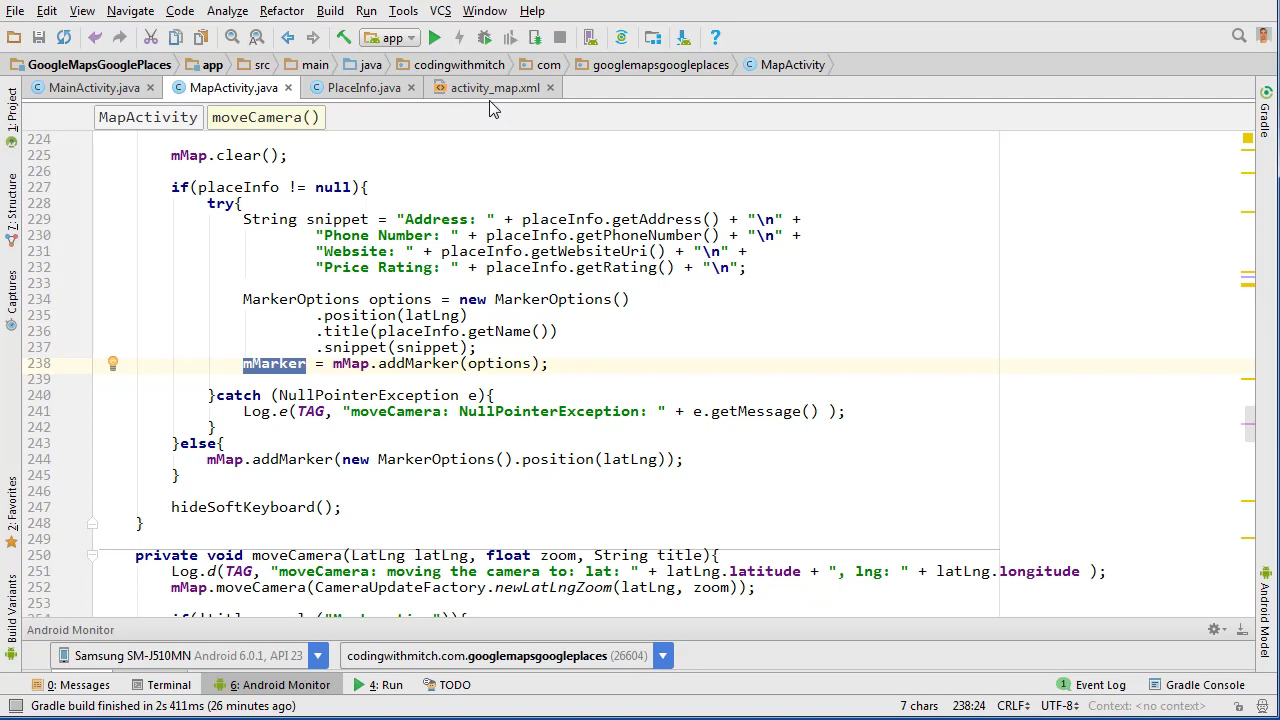 File Edit View Navigate Code Analyze Refactor Build Run Tools VCS Window Help
app
GoogleMapsGooglePlaces app src main java codingwithmitch com googlemapsgoogleplaces MapActivity
MainActivity.java MapActivity.java PlaceInfo.java activity_map.xml
MapActivity moveCamera()
1: Project
7: Structure
Captures
2: Favorites
Build Variants
224
225 mMap.clear();
226
227 if(placeInfo != null){
228 try{
229 String snippet = "Address: " + placeInfo.getAddress() + "\n" +
230 "Phone Number: " + placeInfo.getPhoneNumber() + "\n" +
231 "Website: " + placeInfo.getWebsiteUri() + "\n" +
232 "Price Rating: " + placeInfo.getRating() + "\n";
233
234 MarkerOptions options = new MarkerOptions()
235 .position(latLng)
236 .title(placeInfo.getName())
237 .snippet(snippet);
238 mMarker = mMap.addMarker(options);
239
240 }catch (NullPointerException e){
241 Log.e(TAG, "moveCamera: NullPointerException: " + e.getMessage() );
242 }
243 }else{
244 mMap.addMarker(new MarkerOptions().position(latLng));
245 }
246
247 hideSoftKeyboard();
248 }
249
250 private void moveCamera(LatLng latLng, float zoom, String title){
251 Log.d(TAG, "moveCamera: moving the camera to: lat: " + latLng.latitude + ", lng: " + latLng.longitude );
252 mMap.moveCamera(CameraUpdateFactory.newLatLngZoom(latLng, zoom));
253
Gradle
Android Model
Android Monitor
Samsung SM-J510MN Android 6.0.1, API 23 codingwithmitch.com.googlemapsgoogleplaces (26604)
0: Messages Terminal 6: Android Monitor 4: Run TODO 1 Event Log Gradle Console
Gradle build finished in 2s 411ms (26 minutes ago) 7 chars 238:24 CRLF UTF-8 Context: <no context>